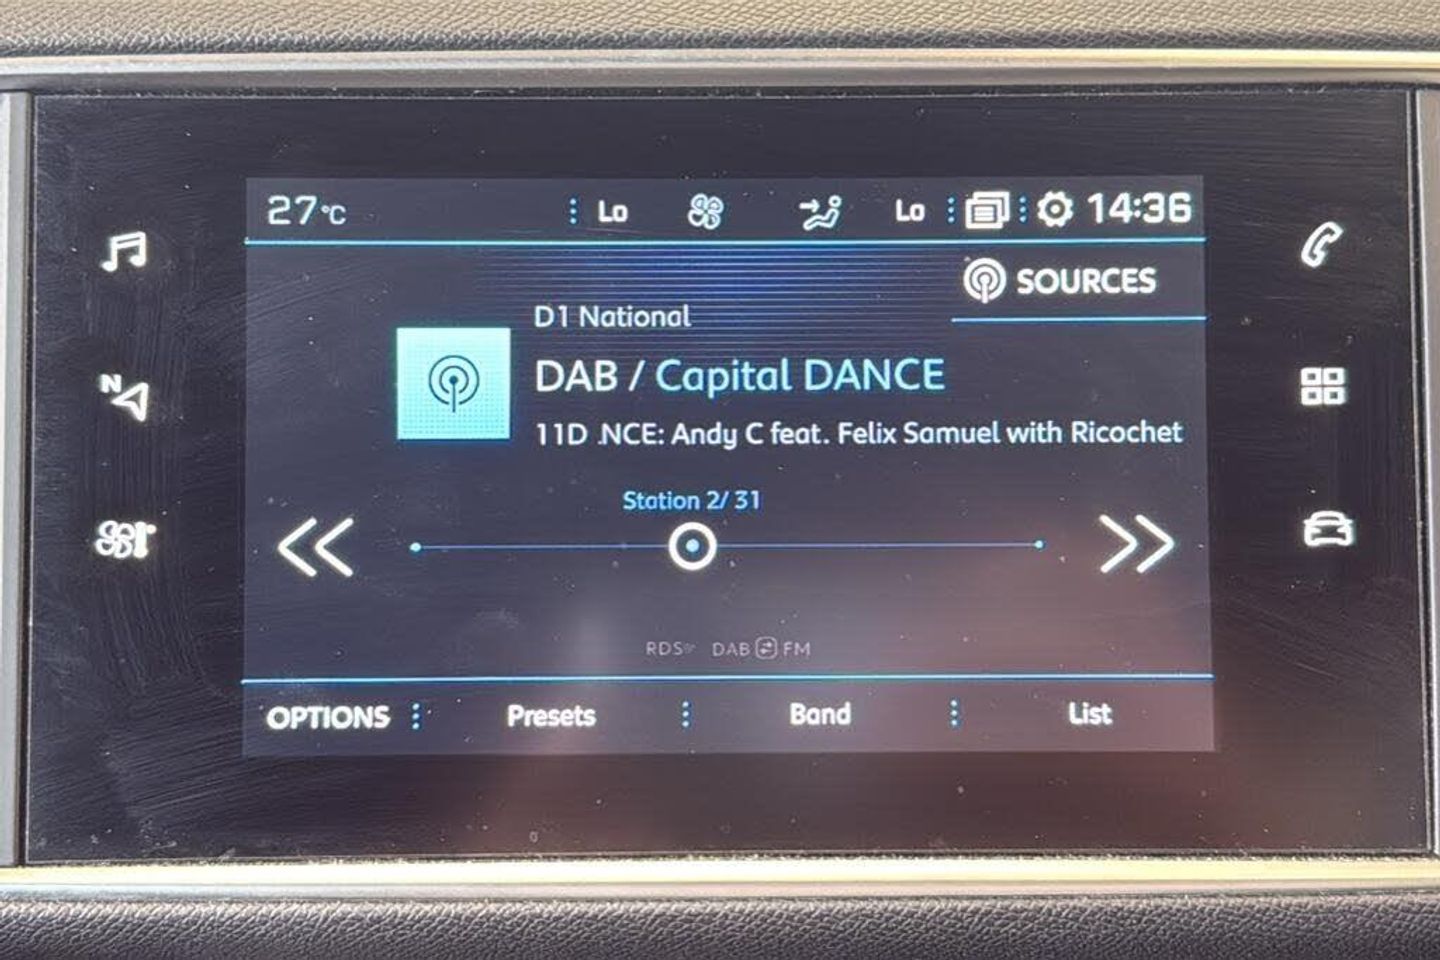 27°C Lo Lo 14:36
SOURCES
D1 National
DAB / Capital DANCE
11D .NCE: Andy C feat. Felix Samuel with Ricochet
N
Station 2/ 31
RDS DAB FM
OPTIONS Presets Band List